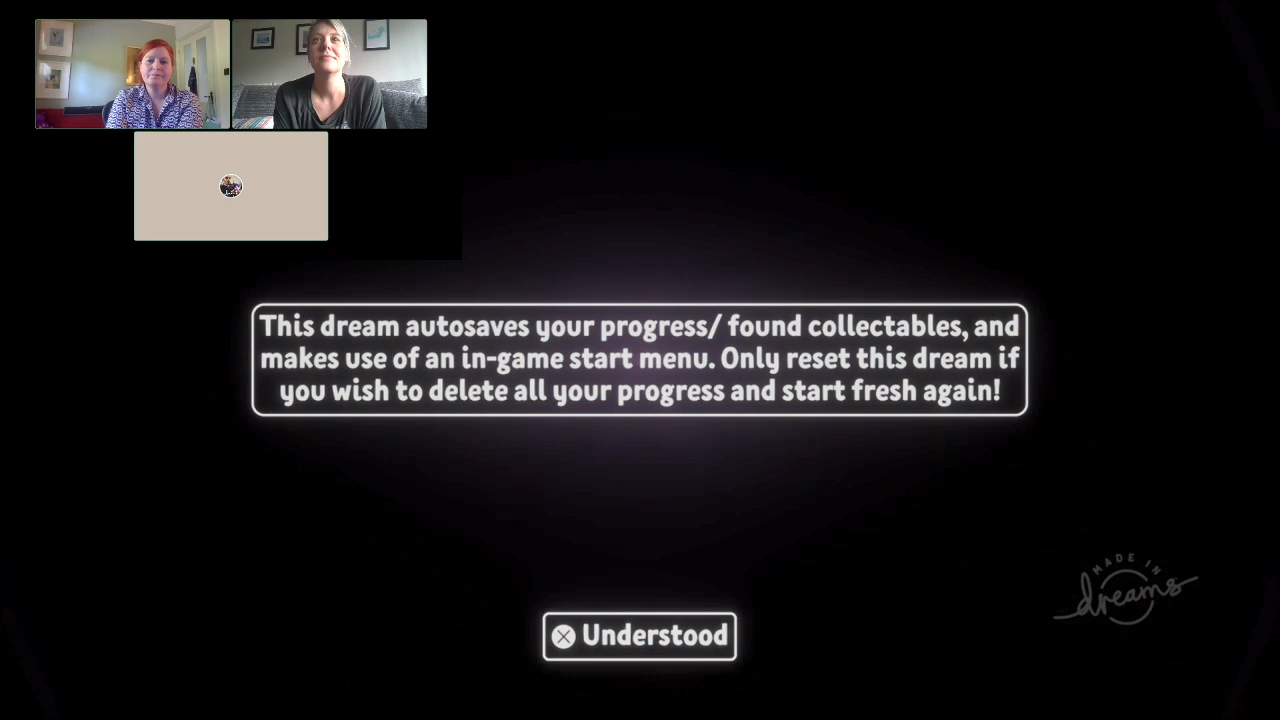 This dream autosaves your progress/ found collectables, and
makes use of an in-game start menu. Only reset this dream if
you wish to delete all your progress and start fresh again!
MADE IN
dreams
Understood